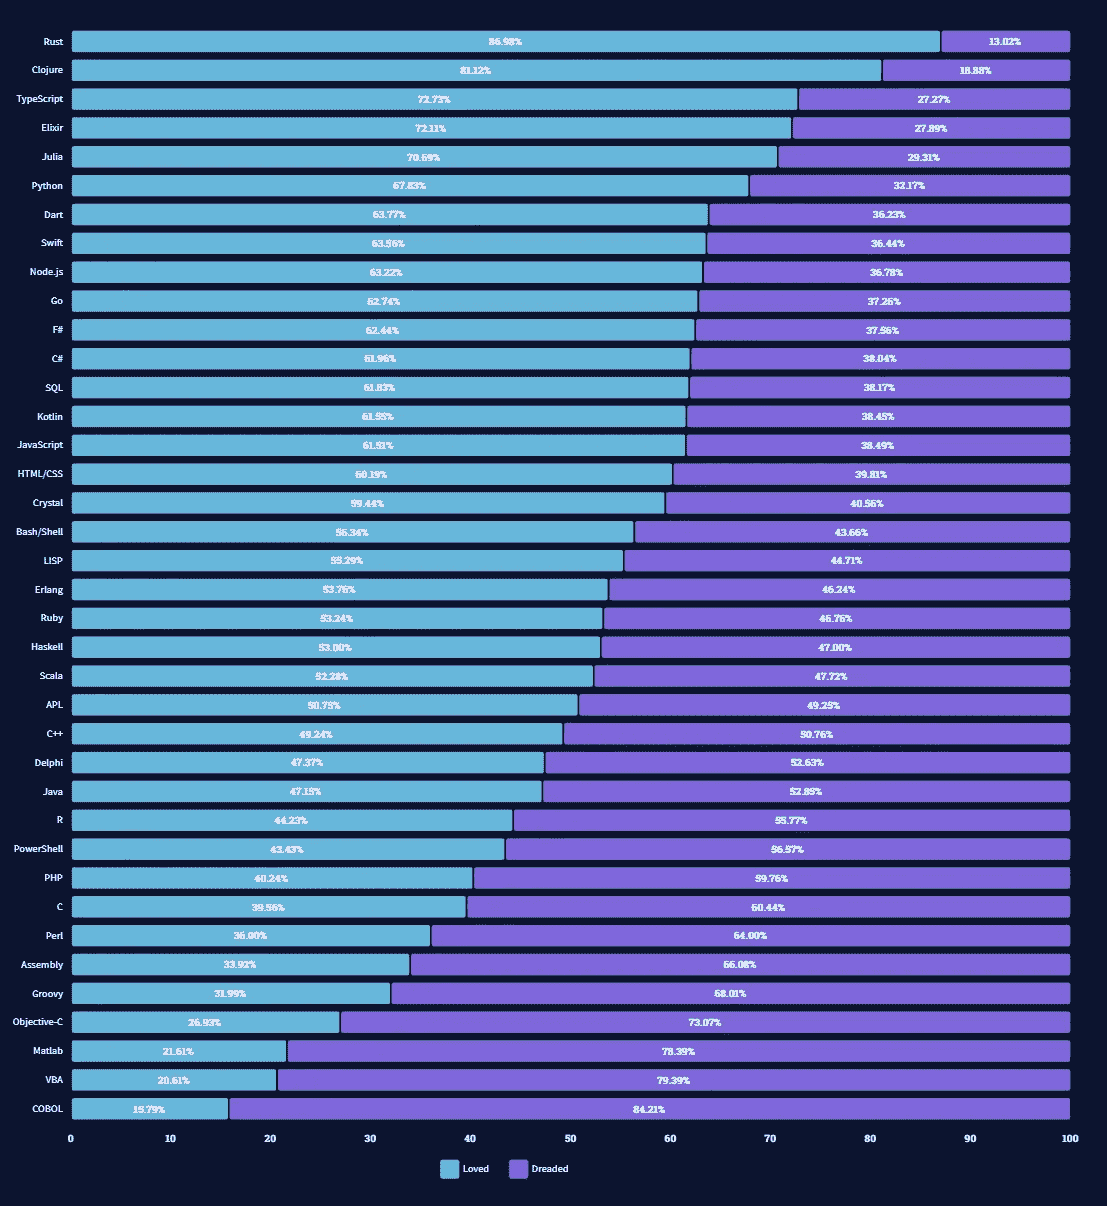 Rust 86.98% 13.02%
Clojure 81.12% 18.88%
TypeScript 72.73% 27.27%
Elixir 72.11% 27.89%
Julia 70.69% 29.31%
Python 67.83% 32.17%
Dart 63.77% 36.23%
Swift 63.56% 36.44%
Node.js 63.22% 36.78%
Go 62.74% 37.26%
F# 62.44% 37.56%
C# 61.96% 38.04%
SQL 61.83% 38.17%
Kotlin 61.55% 38.45%
JavaScript 61.51% 38.49%
HTML/CSS 60.19% 39.81%
Crystal 59.44% 40.56%
Bash/Shell 56.34% 43.66%
LISP 55.29% 44.71%
Erlang 53.76% 46.24%
Ruby 53.24% 46.76%
Haskell 53.00% 47.00%
Scala 52.28% 47.72%
APL 50.75% 49.25%
C++ 49.24% 50.76%
Delphi 47.37% 52.63%
Java 47.15% 52.85%
R 44.23% 55.77%
PowerShell 43.43% 56.57%
PHP 40.24% 59.76%
C 39.56% 60.44%
Perl 36.00% 64.00%
Assembly 33.92% 66.08%
Groovy 31.99% 68.01%
Objective-C 26.93% 73.07%
Matlab 21.61% 78.39%
VBA 20.61% 79.39%
COBOL 15.79% 84.21%
0 10 20 30 40 50 60 70 80 90 100
Loved Dreaded